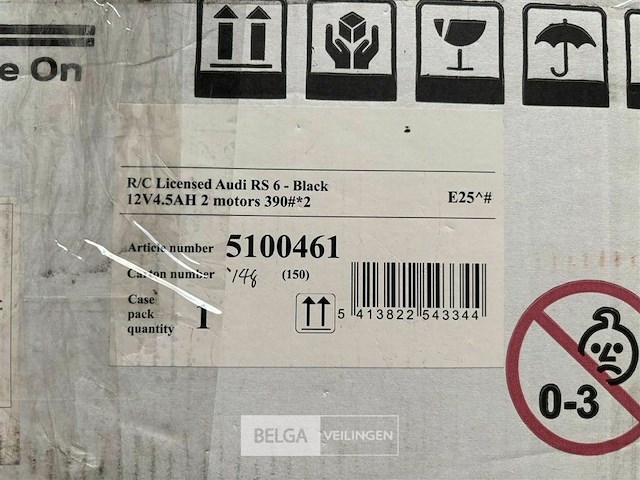 e On
R/C Licensed Audi RS 6 - Black
12V4.5AH 2 motors 390#*2 E25^#
Article number 5100461
Carton number 148 (150)
Case
pack
quantity 1
5 413822 543344
0-3
BELGA VEILINGEN